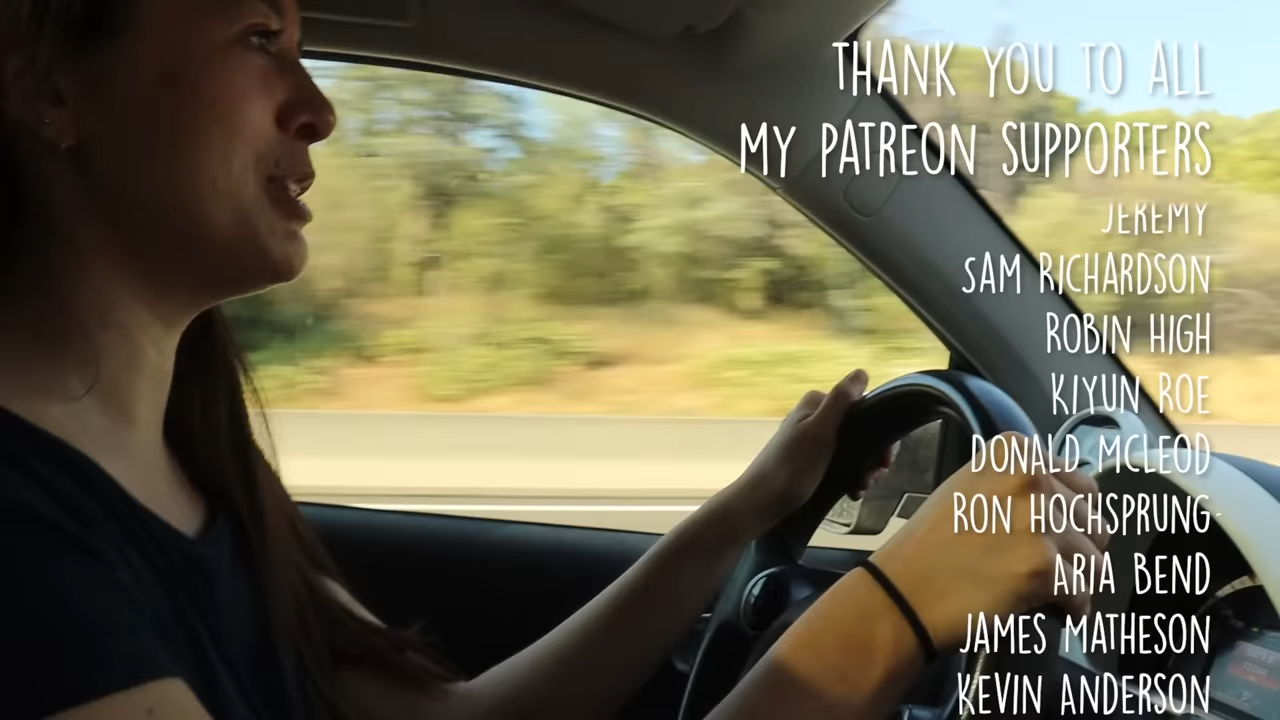 THANK YOU TO ALL
MY PATREON SUPPORTERS
JEREMY
SAM RICHARDSON
ROBIN HIGH
KIYUN ROE
DONALD MCLEOD
RON HOCHSPRUNG
ARIA BEND
JAMES MATHESON
KEVIN ANDERSON